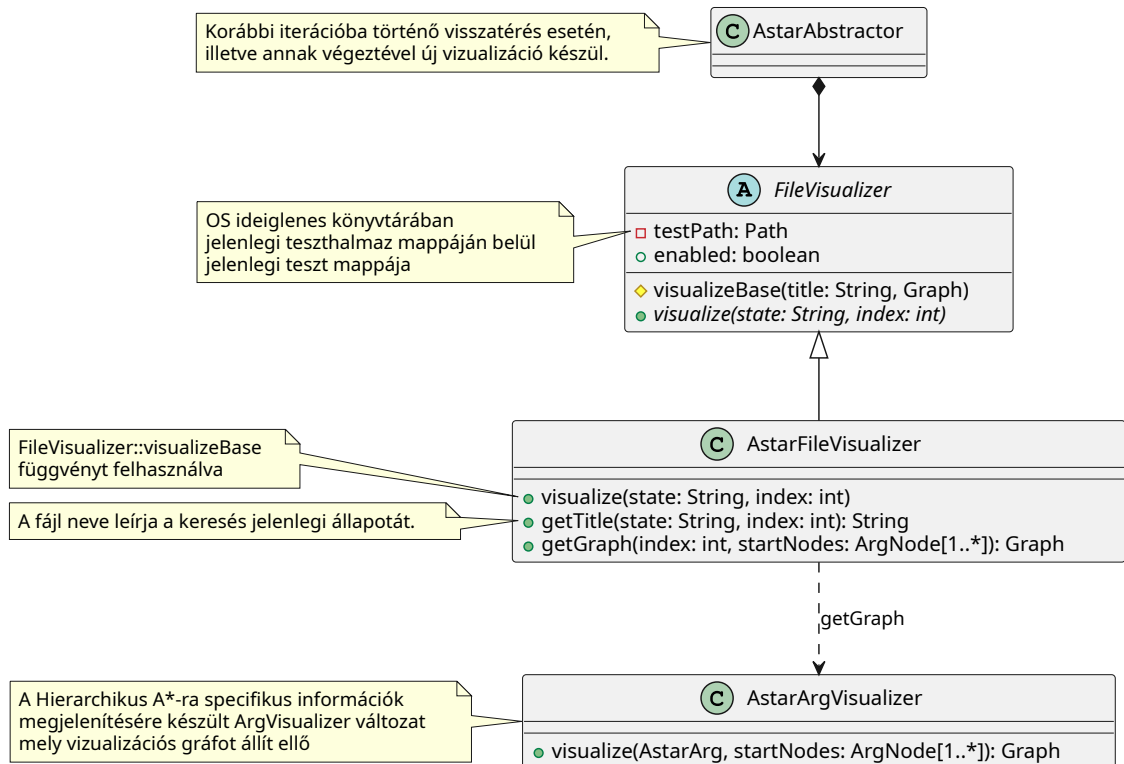 Korábbi iterációba történő visszatérés esetén,
illetve annak végeztével új vizualizáció készül.
C AstarAbstractor
OS ideiglenes könyvtárában
jelenlegi teszthalmaz mappáján belül
jelenlegi teszt mappája
A FileVisualizer
testPath: Path
enabled: boolean
visualizeBase(title: String, Graph)
visualize(state: String, index: int)
FileVisualizer::visualizeBase
függvényt felhasználva
A fájl neve leírja a keresés jelenlegi állapotát.
C AstarFileVisualizer
visualize(state: String, index: int)
getTitle(state: String, index: int): String
getGraph(index: int, startNodes: ArgNode[1..*]): Graph
getGraph
A Hierarchikus A*-ra specifikus információk
megjelenítésére készült ArgVisualizer változat
mely vizualizációs gráfot állít ellő
C AstarArgVisualizer
visualize(AstarArg, startNodes: ArgNode[1..*]): Graph